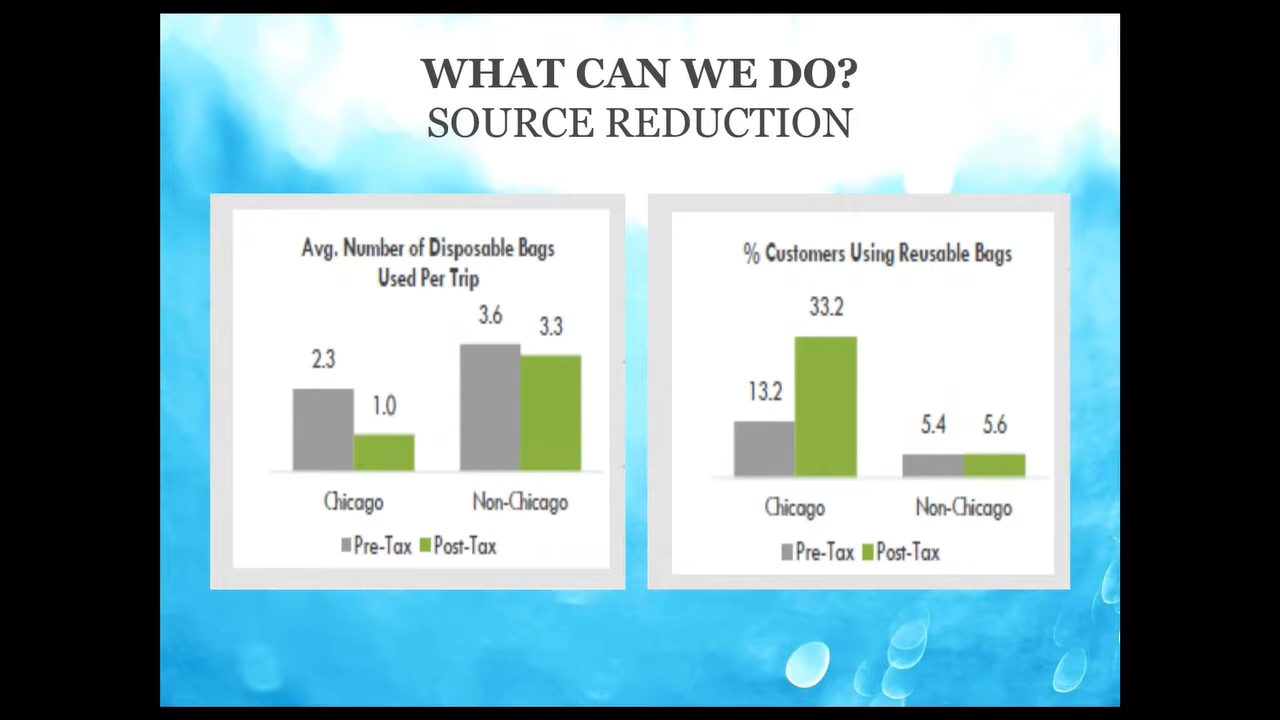 WHAT CAN WE DO?
SOURCE REDUCTION
Avg. Number of Disposable Bags
Used Per Trip
2.3
1.0
3.6
3.3
Chicago
Non-Chicago
Pre-Tax Post-Tax
% Customers Using Reusable Bags
13.2
33.2
5.4
5.6
Chicago
Non-Chicago
Pre-Tax Post-Tax